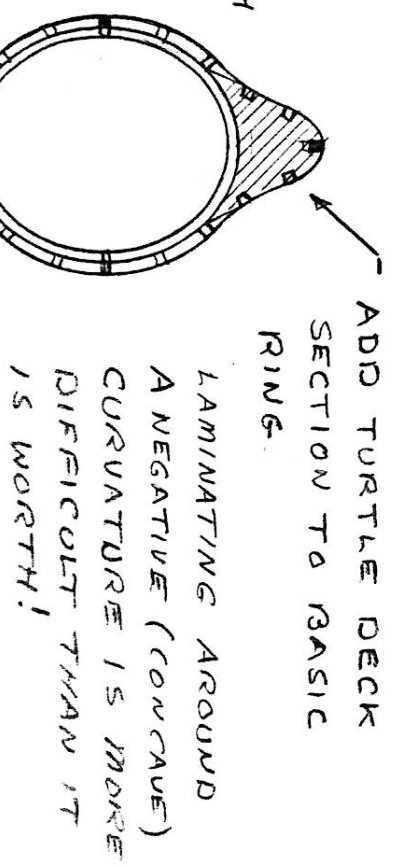 ADD TURTLE DECK
SECTION TO BASIC
RING.
LAMINATING AROUND
A NEGATIVE (CONCAVE)
CURVATURE IS MORE
DIFFICULT THAN IT
IS WORTH!